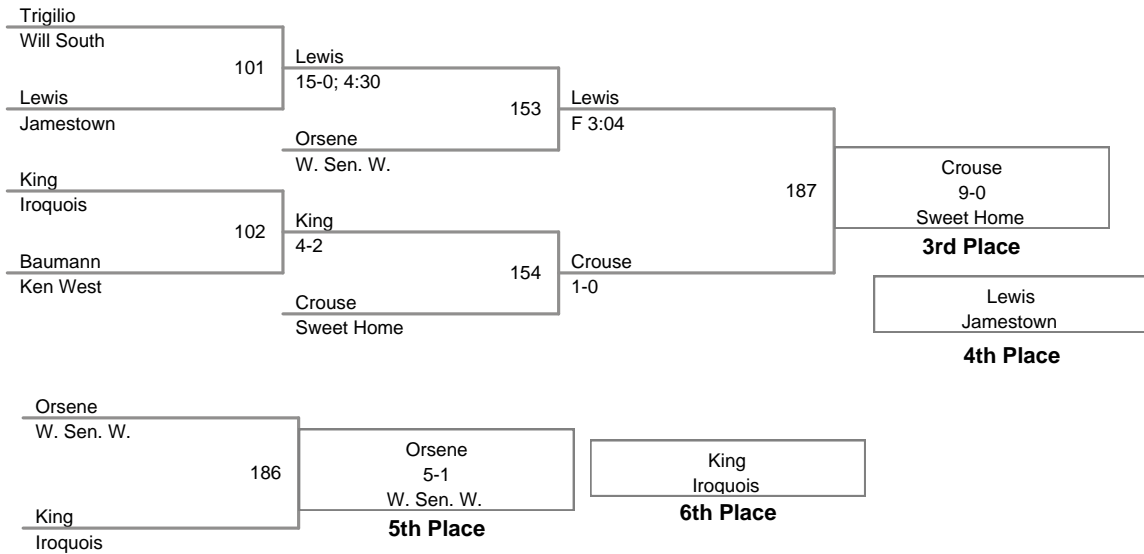 Trigilio
Will South
101
Lewis
15-0; 4:30
Lewis
Jamestown
153
Lewis
F 3:04
Orsene
W. Sen. W.
King
Iroquois
187
Crouse
9-0
Sweet Home
3rd Place
102
King
4-2
Baumann
Ken West
154
Crouse
1-0
Crouse
Sweet Home
Lewis
Jamestown
4th Place
Orsene
W. Sen. W.
186
Orsene
5-1
W. Sen. W.
5th Place
King
Iroquois
6th Place
King
Iroquois